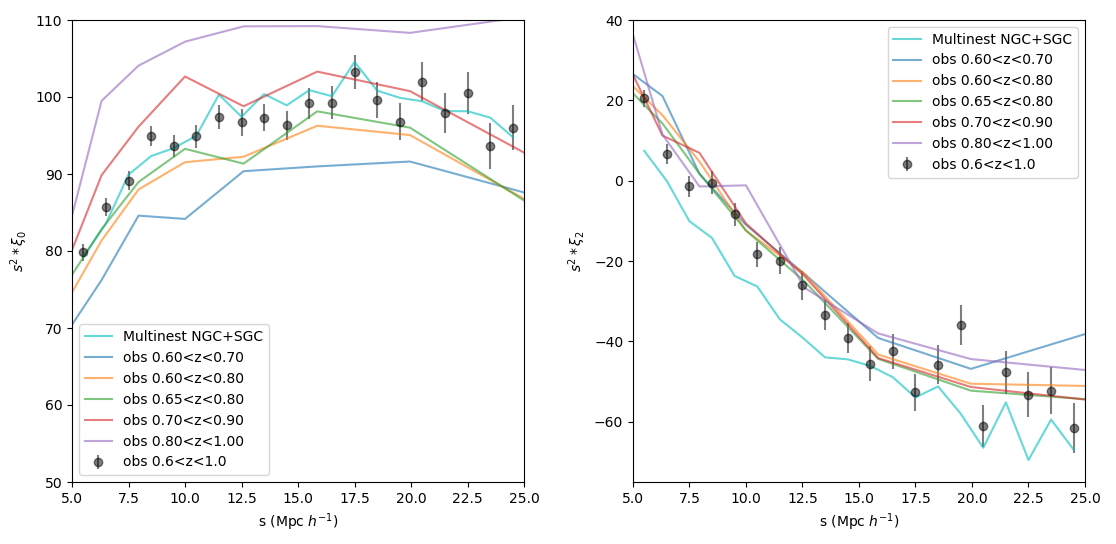 110
100
90
80
70
60
50
s² * ξ₀
Multinest NGC+SGC
obs 0.60<z<0.70
obs 0.60<z<0.80
obs 0.65<z<0.80
obs 0.70<z<0.90
obs 0.80<z<1.00
obs 0.6<z<1.0
5.0 7.5 10.0 12.5 15.0 17.5 20.0 22.5 25.0
s (Mpc h⁻¹)
40
20
0
−20
−40
−60
s² * ξ₂
Multinest NGC+SGC
obs 0.60<z<0.70
obs 0.60<z<0.80
obs 0.65<z<0.80
obs 0.70<z<0.90
obs 0.80<z<1.00
obs 0.6<z<1.0
5.0 7.5 10.0 12.5 15.0 17.5 20.0 22.5 25.0
s (Mpc h⁻¹)